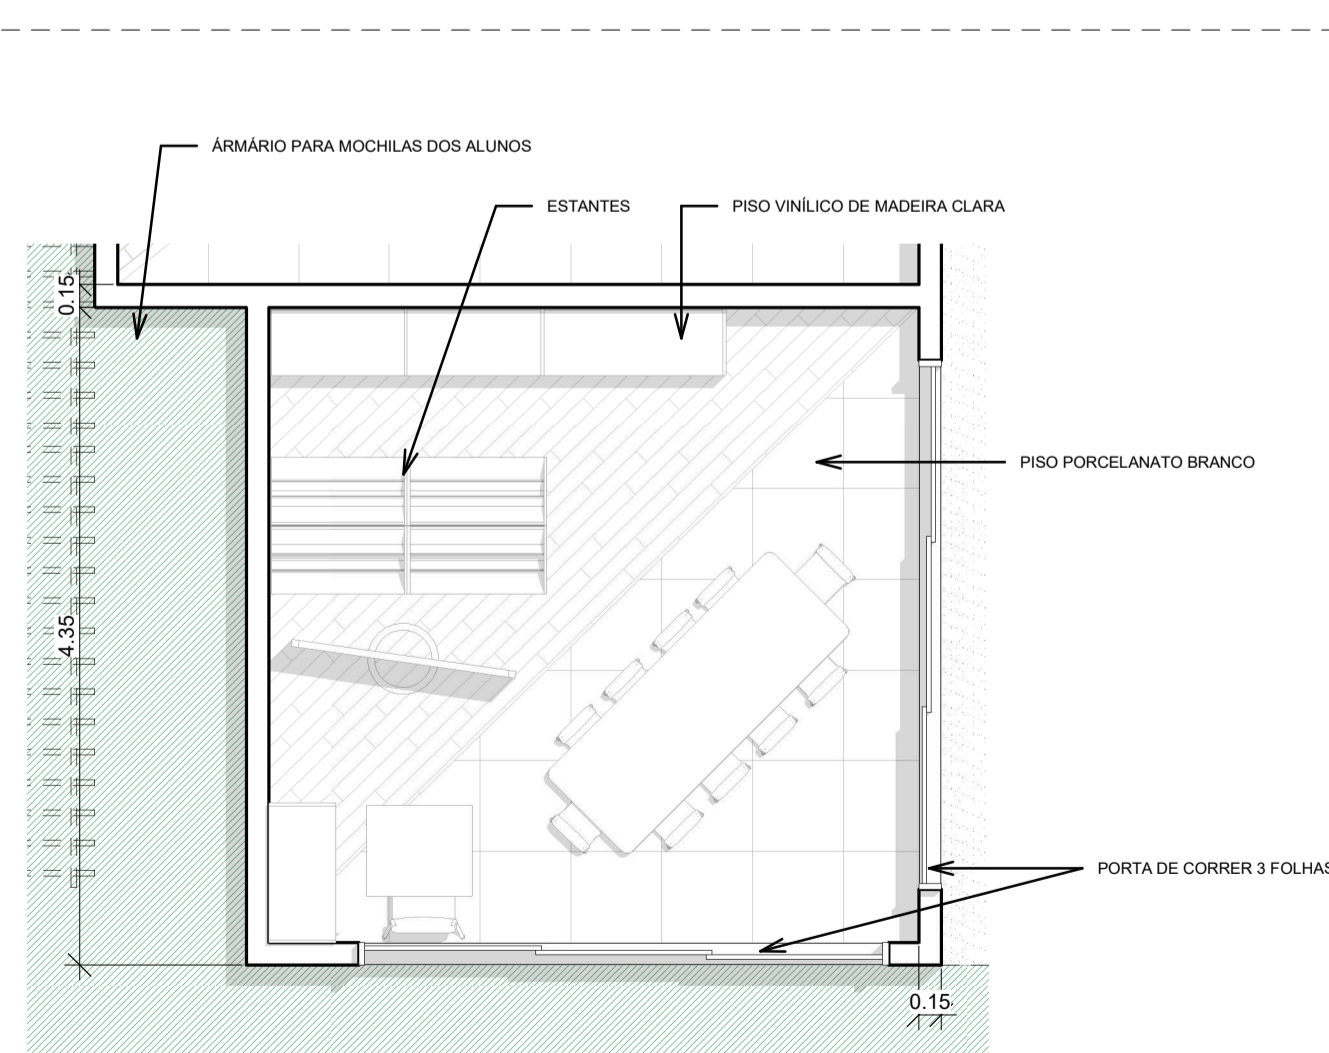 ÁRMÁRIO PARA MOCHILAS DOS ALUNOS
ESTANTES
PISO VINÍLICO DE MADEIRA CLARA
0.15
PISO PORCELANATO BRANCO
4.35
PORTA DE CORRER 3 FOLHAS
0.15